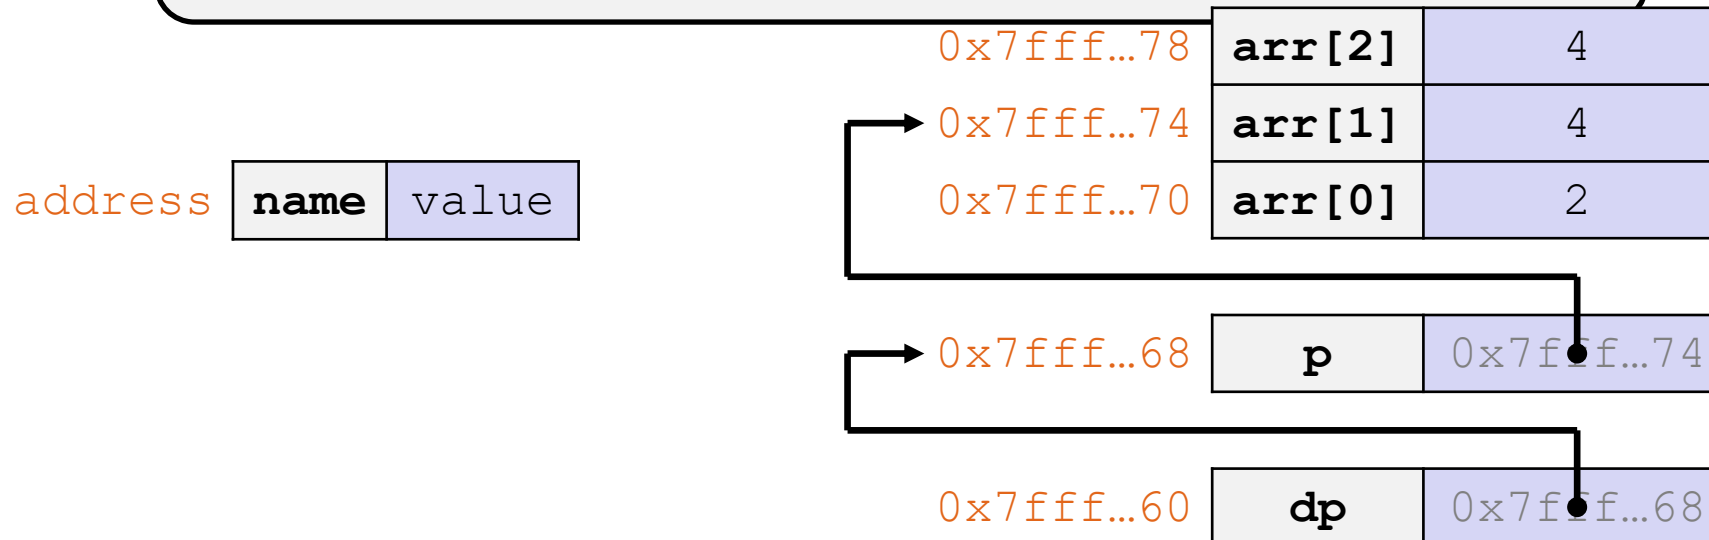 0x7fff…78 arr[2] 4
0x7fff…74 arr[1] 4
address name value 0x7fff…70 arr[0] 2
0x7fff…68 p 0x7fff…74
0x7fff…60 dp 0x7fff…68